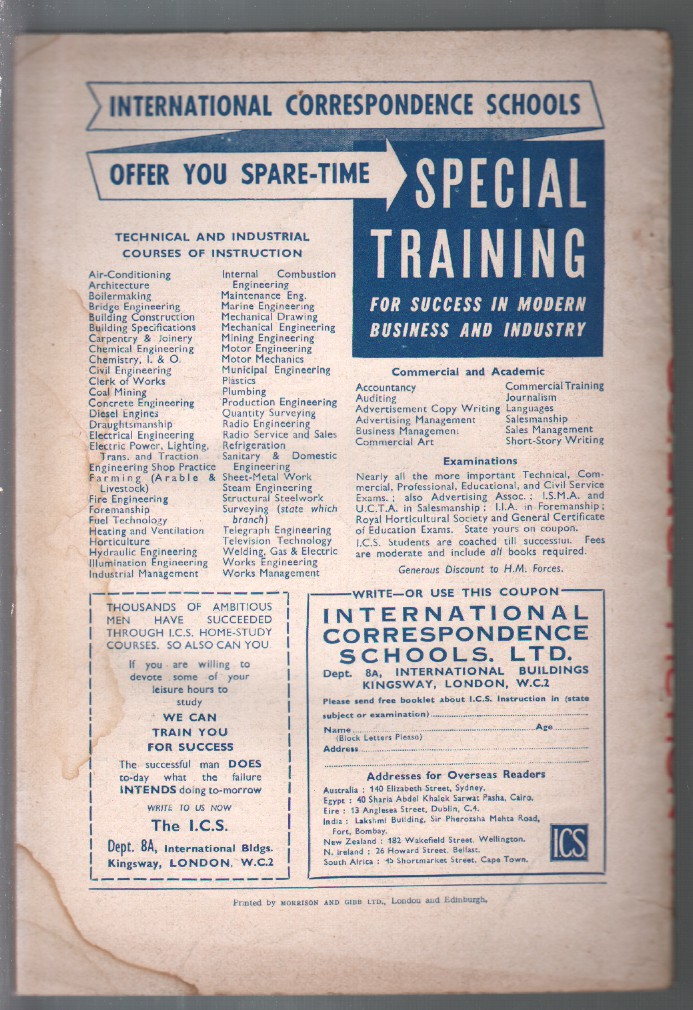 INTERNATIONAL CORRESPONDENCE SCHOOLS
OFFER YOU SPARE-TIME
SPECIAL
TRAINING
FOR SUCCESS IN MODERN
BUSINESS AND INDUSTRY
TECHNICAL AND INDUSTRIAL
COURSES OF INSTRUCTION
Air-Conditioning
Architecture
Boilermaking
Bridge Engineering
Building Construction
Building Specifications
Carpentry & Joinery
Chemical Engineering
Chemistry, I. & O.
Civil Engineering
Clerk of Works
Coal Mining
Concrete Engineering
Diesel Engines
Draughtsmanship
Electrical Engineering
Electric Power, Lighting,
Trans. and Traction
Engineering Shop Practice
Farming (Arable &
Livestock)
Fire Engineering
Foremanship
Fuel Technology
Heating and Ventilation
Horticulture
Hydraulic Engineering
Illumination Engineering
Industrial Management
Internal Combustion
Engineering
Maintenance Eng.
Marine Engineering
Mechanical Drawing
Mechanical Engineering
Mining Engineering
Motor Engineering
Motor Mechanics
Municipal Engineering
Plastics
Plumbing
Production Engineering
Quantity Surveying
Radio Engineering
Radio Service and Sales
Refrigeration
Sanitary & Domestic
Engineering
Sheet-Metal Work
Steam Engineering
Structural Steelwork
Surveying (state which
branch)
Telegraph Engineering
Television Technology
Welding, Gas & Electric
Works Engineering
Works Management
Commercial and Academic
Accountancy
Auditing
Advertisement Copy Writing
Advertising Management
Business Management
Commercial Art
Commercial Training
Journalism
Languages
Salesmanship
Sales Management
Short-Story Writing
Examinations
Nearly all the more important Technical, Com-
mercial, Professional, Educational, and Civil Service
Exams.; also Advertising Assoc.; I.S.M.A. and
U.C.T.A. in Salesmanship; I.I.A. in Foremanship;
Royal Horticultural Society and General Certificate
of Education Exams. State yours on coupon.
I.C.S. Students are coached till successful. Fees
are moderate and include all books required.
Generous Discount to H.M. Forces.
THOUSANDS OF AMBITIOUS
MEN HAVE SUCCEEDED
THROUGH I.C.S. HOME-STUDY
COURSES. SO ALSO CAN YOU
If you are willing to
devote some of your
leisure hours to
study
WE CAN
TRAIN YOU
FOR SUCCESS
The successful man DOES
to-day what the failure
INTENDS doing to-morrow
WRITE TO US NOW
The I.C.S.
Dept. 8A, International Bldgs.
Kingsway, LONDON, W.C.2
WRITE—OR USE THIS COUPON
INTERNATIONAL
CORRESPONDENCE
SCHOOLS. LTD.
Dept. 8A, INTERNATIONAL BUILDINGS
KINGSWAY, LONDON, W.C.2
Please send free booklet about I.C.S. Instruction in (state
subject or examination)
Name Age
(Block Letters Please)
Address
Addresses for Overseas Readers
Australia : 140 Elizabeth Street, Sydney.
Egypt : 40 Sharia Abdel Khalek Sarwat Pasha, Cairo.
Eire : 13 Anglesea Street, Dublin, C.4.
India : Lakshmi Building, Sir Pherozsha Mehta Road,
Fort, Bombay.
New Zealand : 182 Wakefield Street, Wellington.
N. Ireland : 26 Howard Street, Belfast.
South Africa : 45 Shortmarket Street, Cape Town.
ICS
Printed by MORRISON AND GIBB LTD., London and Edinburgh.